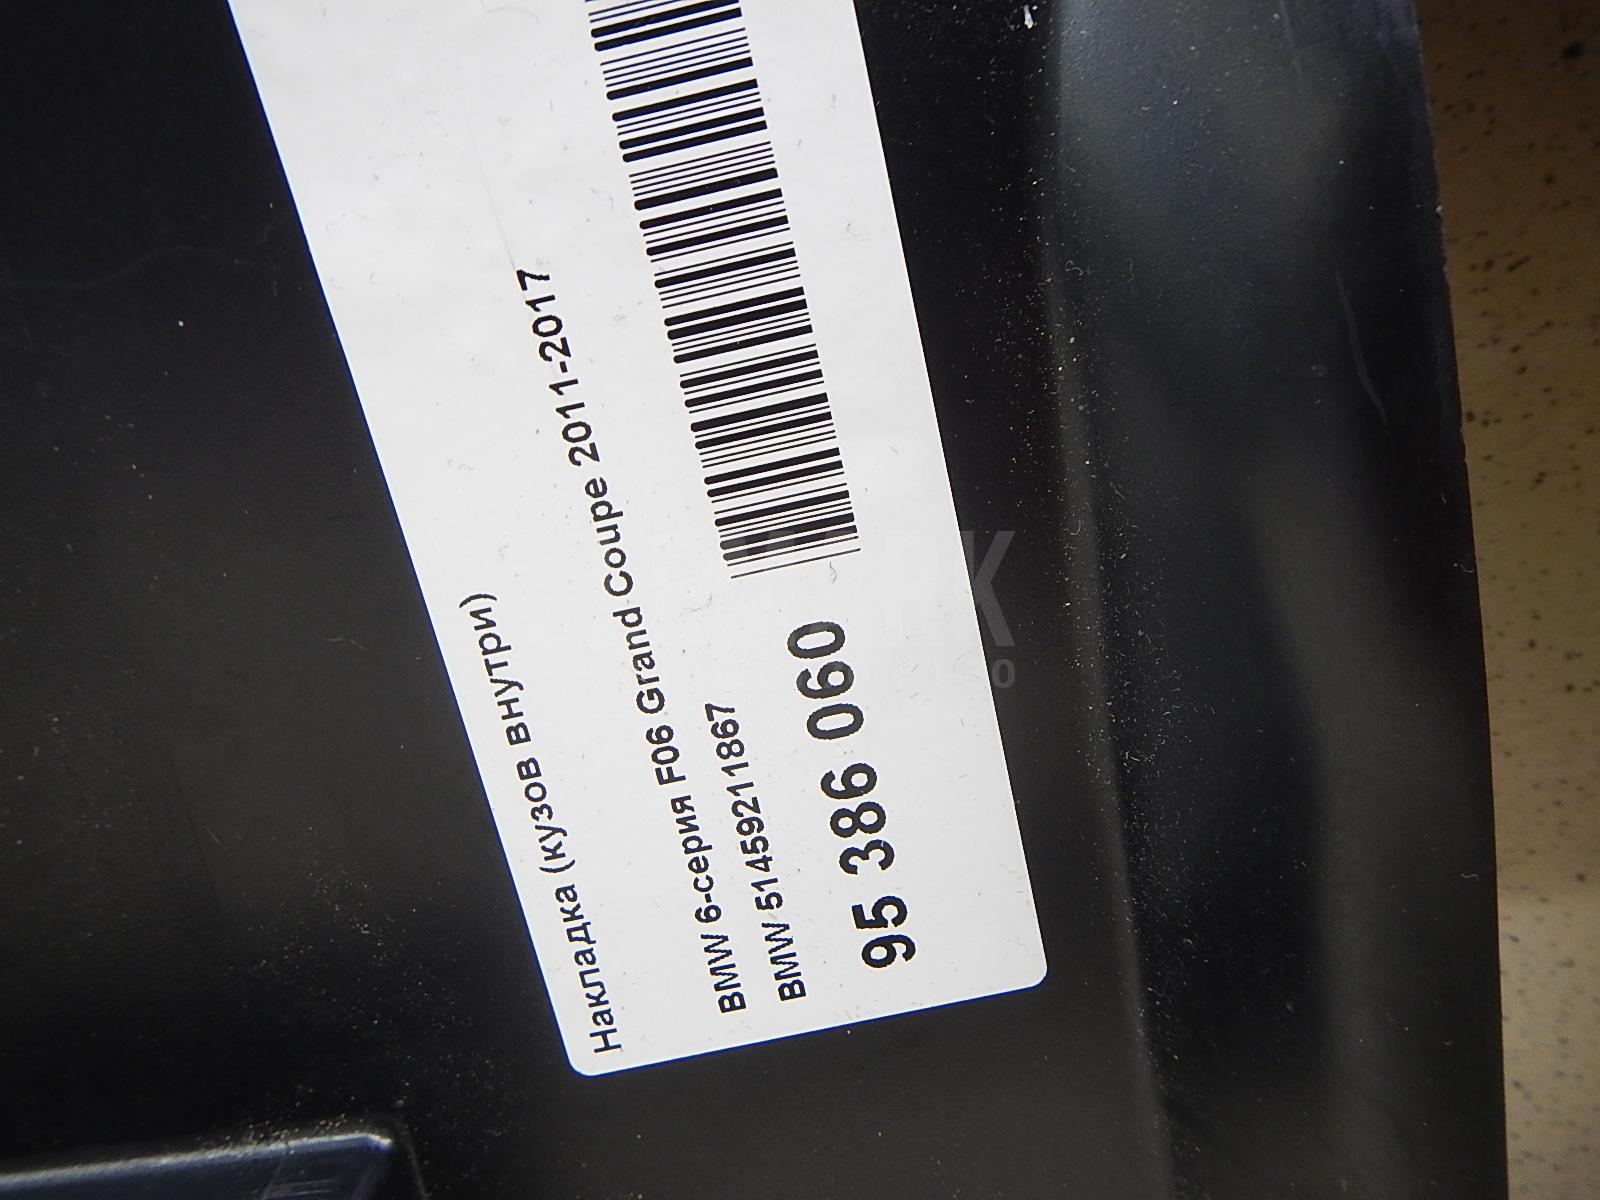 Накладка (кузов внутри)
BMW 6-серия F06 Grand Coupe 2011-2017
BMW 51459211867
95 386 060